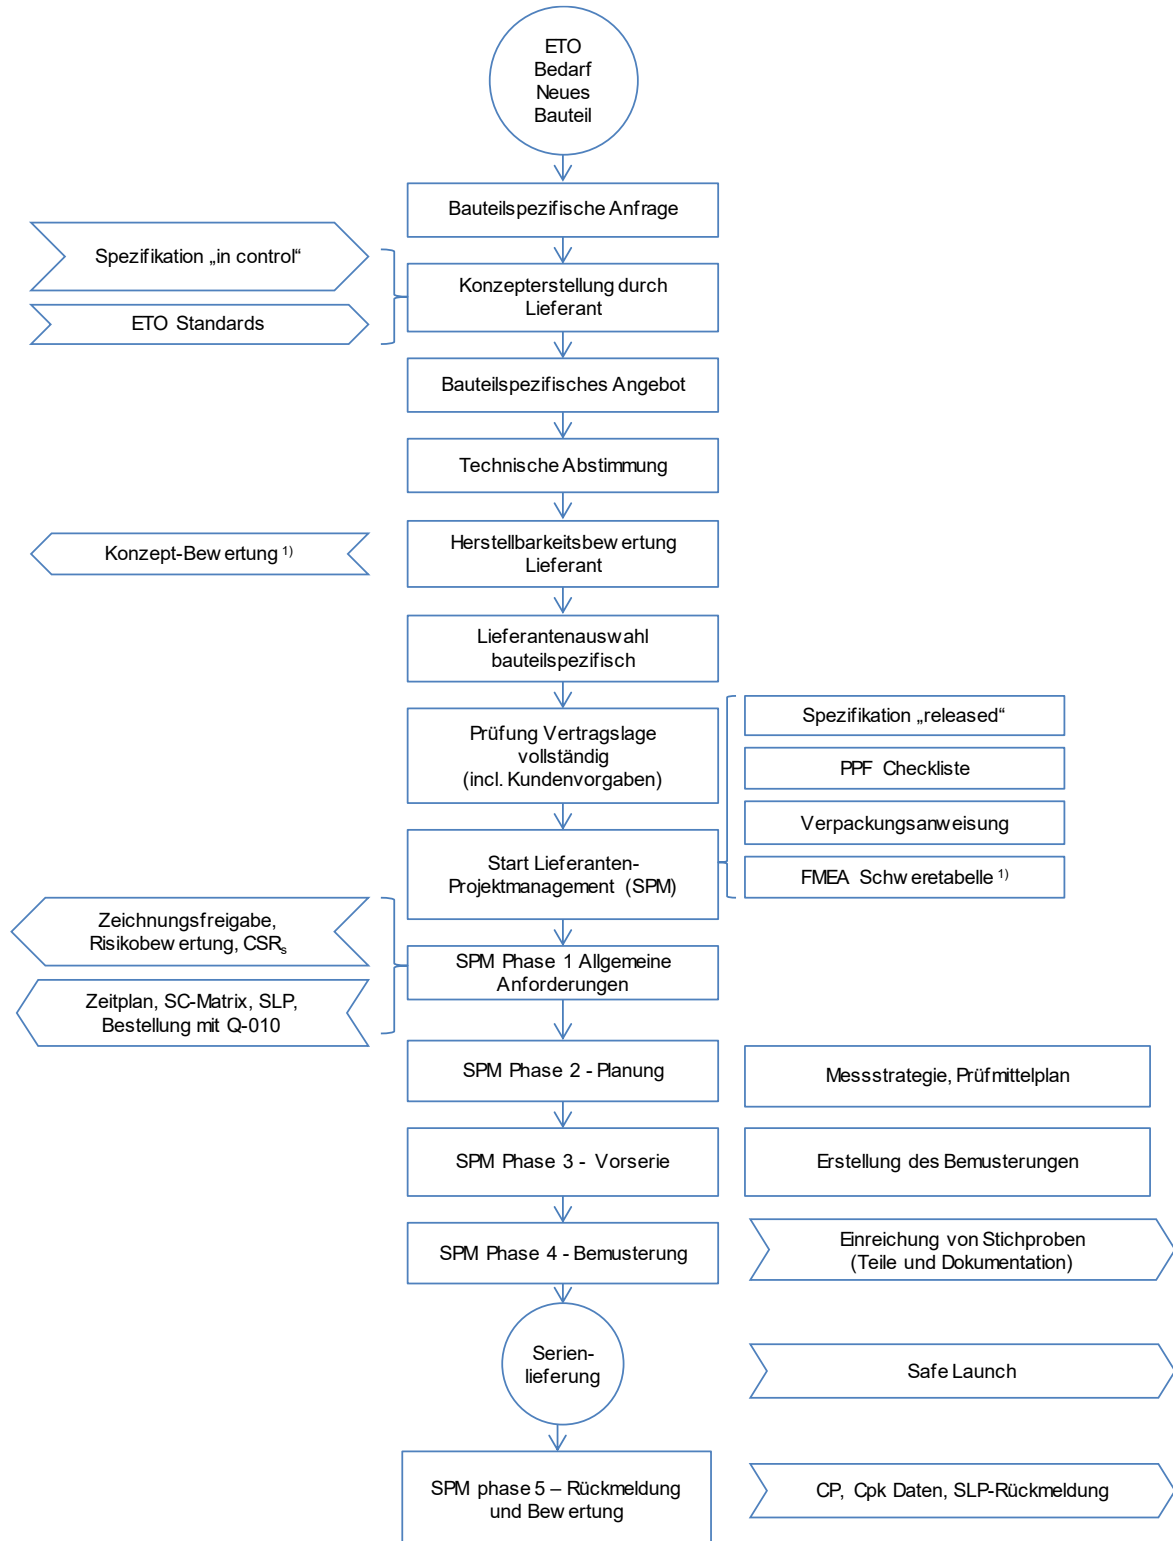 ETO
Bedarf
Neues
Bauteil
Bauteilspezifische Anfrage
Spezifikation „in control“
ETO Standards
Konzepterstellung durch
Lieferant
Bauteilspezifisches Angebot
Technische Abstimmung
Konzept-Bewertung 1)
Herstellbarkeitsbewertung
Lieferant
Lieferantenauswahl
bauteilspezifisch
Prüfung Vertragslage
vollständig
(incl. Kundenvorgaben)
Spezifikation „released“
PPF Checkliste
Verpackungsanweisung
FMEA Schweretabelle 1)
Start Lieferanten-
Projektmanagement (SPM)
Zeichnungsfreigabe,
Risikobewertung, CSRs
Zeitplan, SC-Matrix, SLP,
Bestellung mit Q-010
SPM Phase 1 Allgemeine
Anforderungen
SPM Phase 2 - Planung
Messstrategie, Prüfmittelplan
SPM Phase 3 - Vorserie
Erstellung des Bemusterungen
SPM Phase 4 - Bemusterung
Einreichung von Stichproben
(Teile und Dokumentation)
Serien-
lieferung
Safe Launch
SPM phase 5 – Rückmeldung
und Bewertung
CP, Cpk Daten, SLP-Rückmeldung